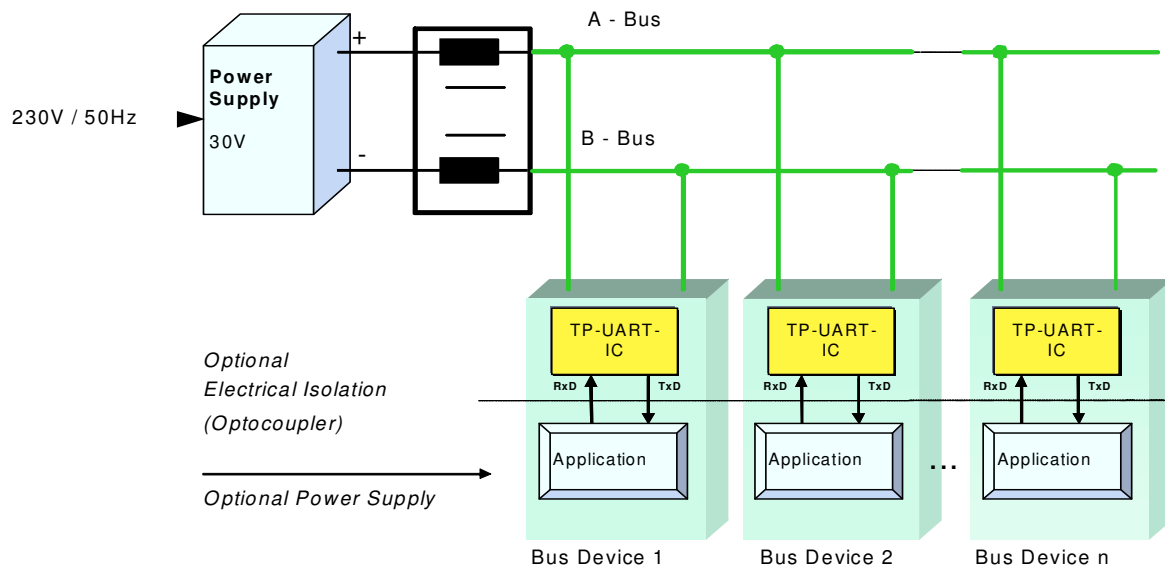 A - Bus
+
Power
Supply
230V / 50Hz
30V
B - Bus
-
TP-UART-
IC
TP-UART-
IC
TP-UART-
IC
Optional
Electrical Isolation
(Optocoupler)
RxD
TxD
RxD
TxD
RxD
TxD
Application
Application
...
Application
Optional Power Supply
Bus Device 1
Bus Device 2
Bus Device n